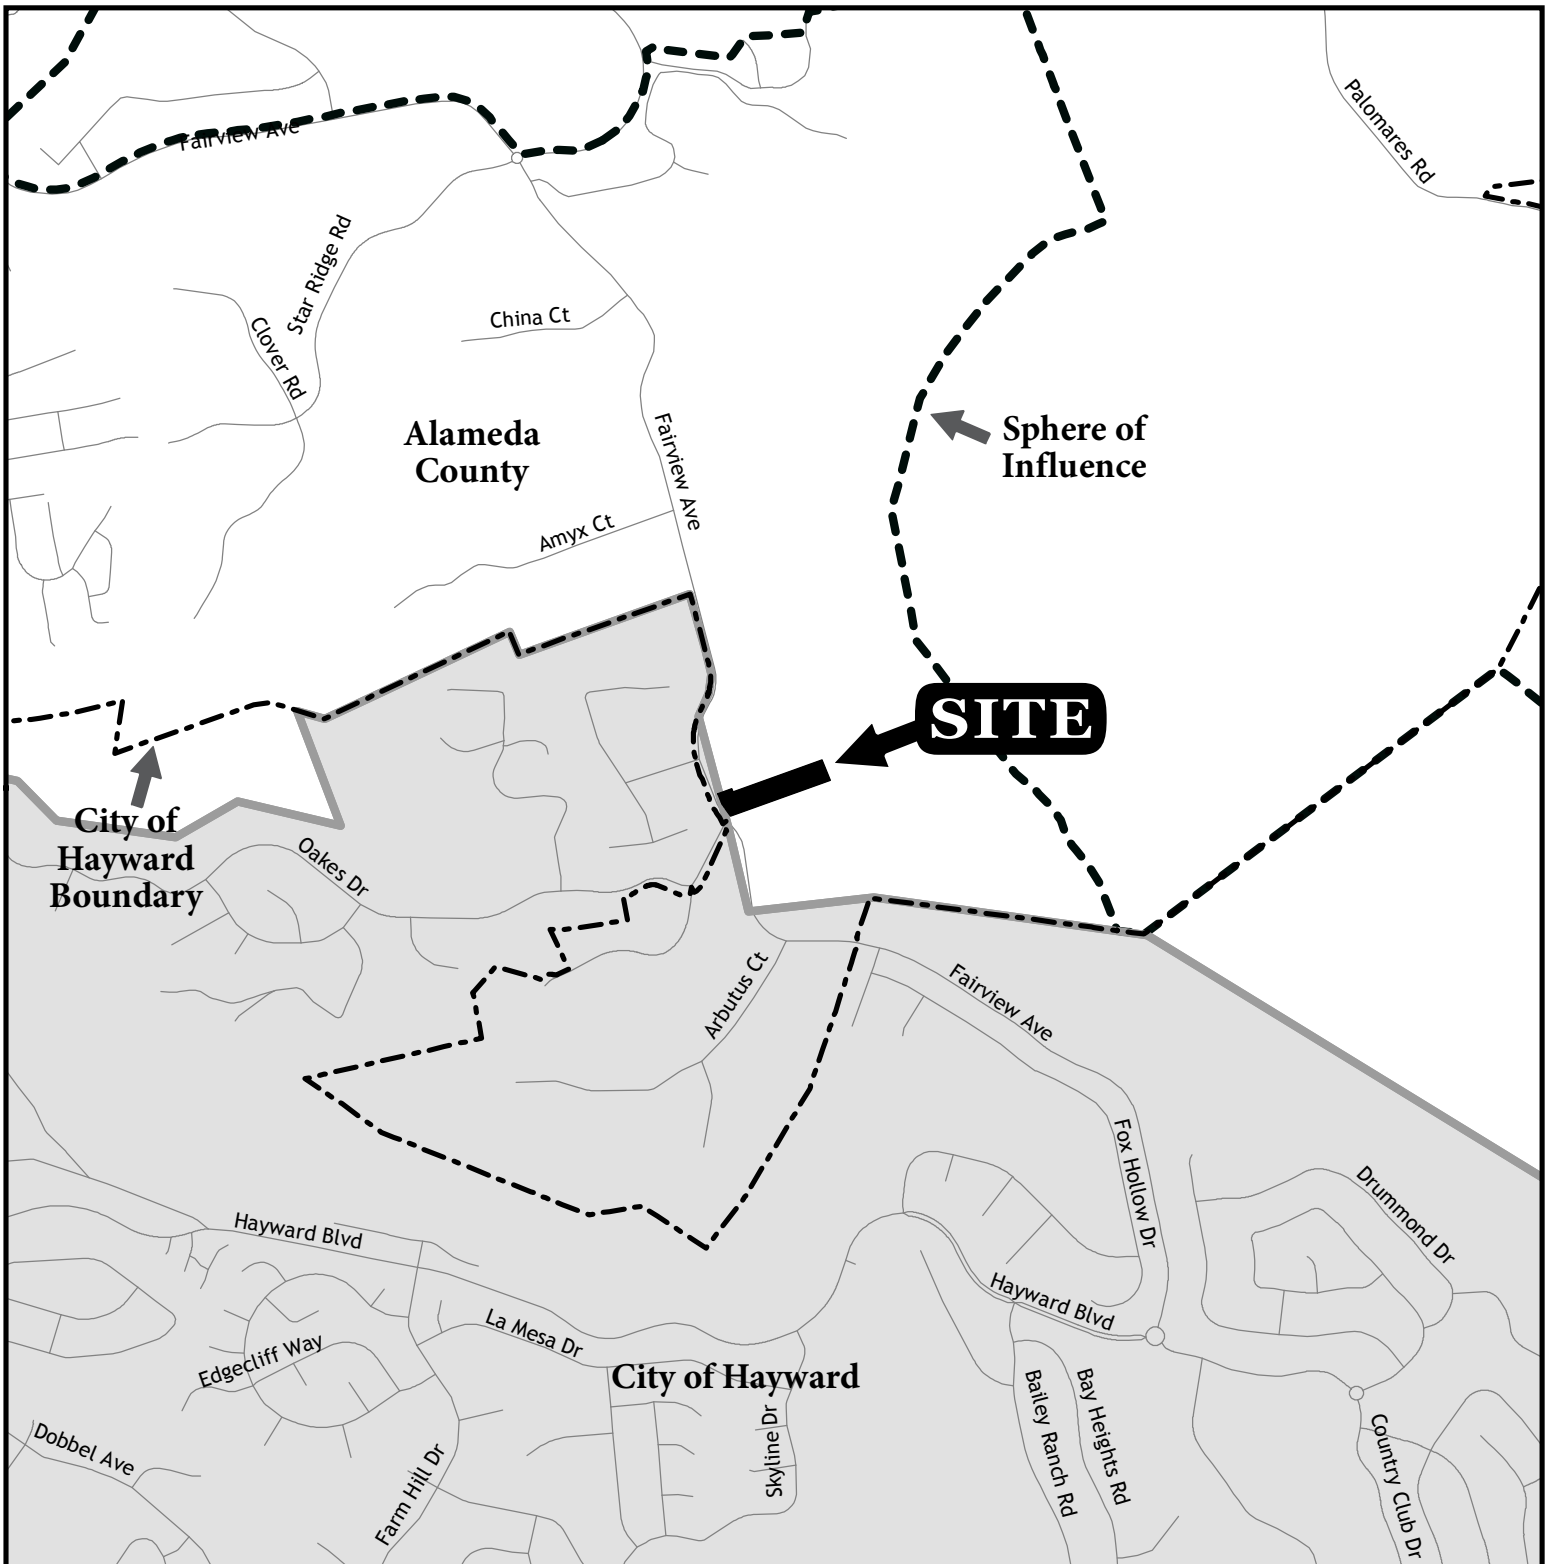 Palomares Rd
Fairview Ave
Star Ridge Rd
China Ct
Clover Rd
Alameda
County
Fairview Ave
Sphere of
Influence
Amyx Ct
SITE
City of
Hayward
Boundary
Oakes Dr
Arbutus Ct
Fairview Ave
Fox Hollow Dr
Drummond Dr
Hayward Blvd
Hayward Blvd
La Mesa Dr
Edgecliff Way
City of Hayward
Bailey Ranch Rd
Bay Heights Rd
Skyline Dr
Country Club Dr
Dobbel Ave
Farm Hill Dr